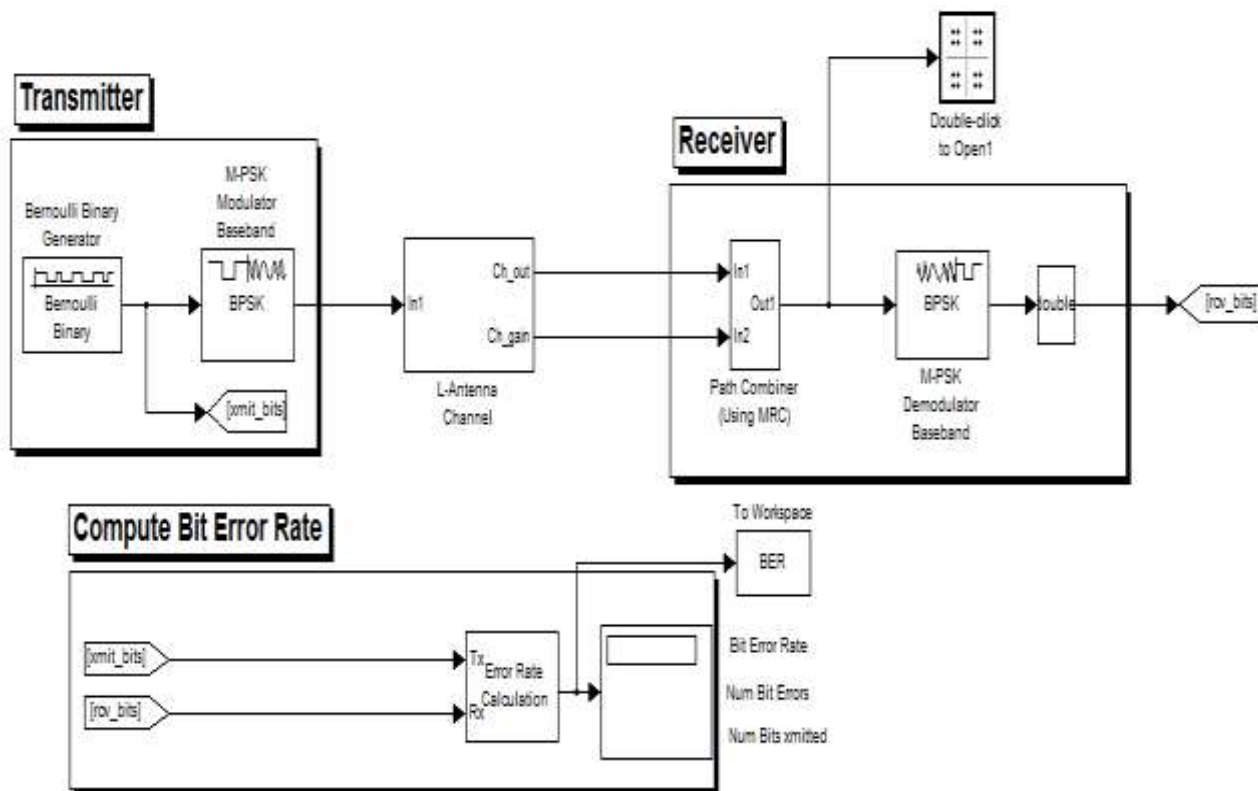 Transmitter
Bernoulli Binary
Generator
Bernoulli
Binary
M-PSK
Modulator
Baseband
BPSK
[xmit_bits]
In1
Ch_out
Ch_gain
L-Antenna
Channel
Receiver
Double-click
to Open1
In1
In2
Out1
Path Combiner
(Using MRC)
BPSK
M-PSK
Demodulator
Baseband
double
[rcv_bits]
Compute Bit Error Rate
[xmit_bits]
[rcv_bits]
Tx
Rx
Error Rate
Calculation
To Workspace
BER
Bit Error Rate
Num Bit Errors
Num Bits xmitted